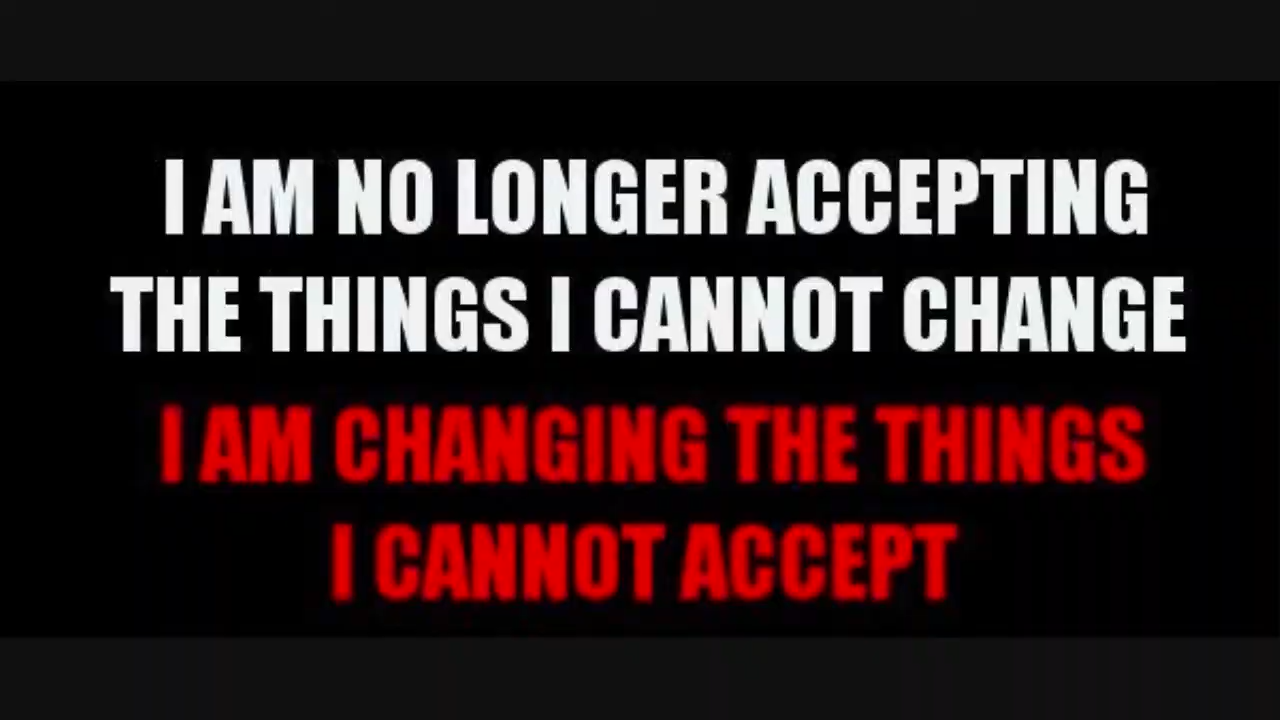 I AM NO LONGER ACCEPTING
THE THINGS I CANNOT CHANGE
I AM CHANGING THE THINGS
I CANNOT ACCEPT